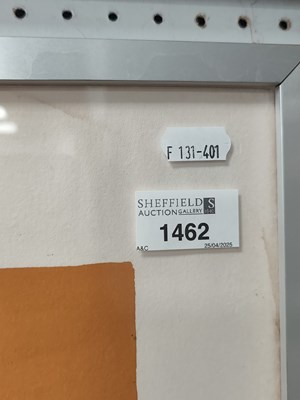 F 131-401
SHEFFIELD S
AUCTION GALLERY
1462
A&C 25/04/2025